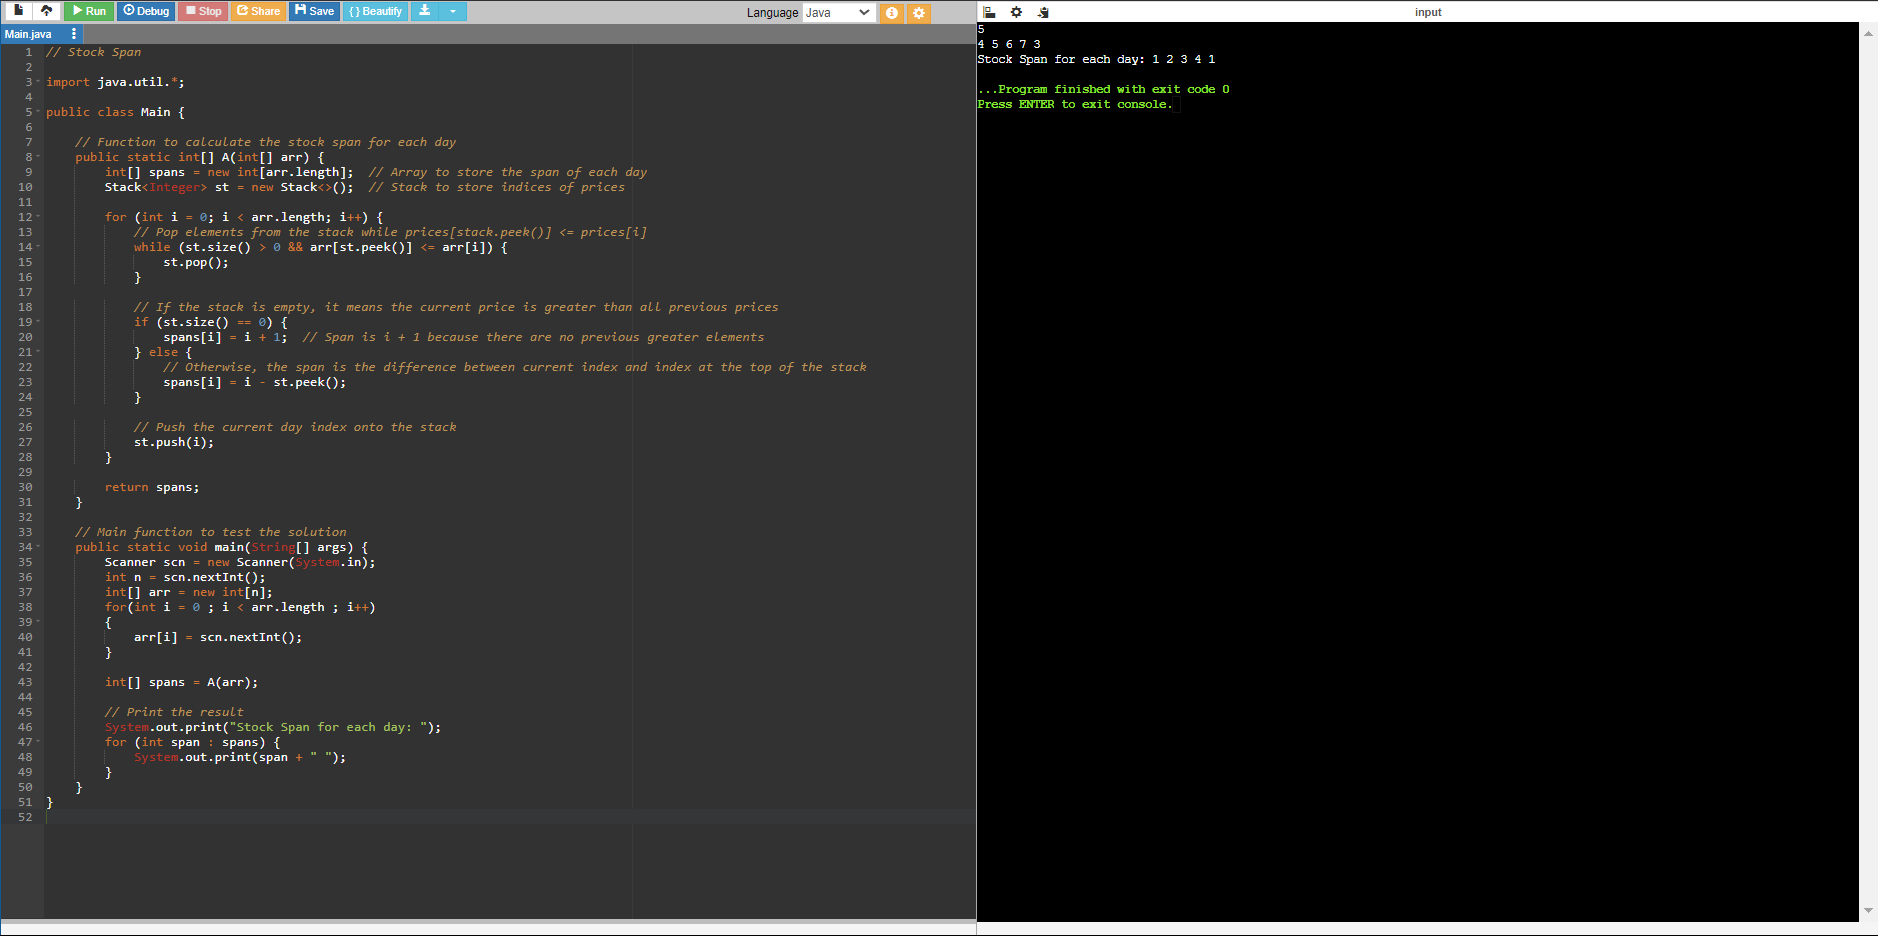 Run Debug Stop Share Save { } Beautify Language Java
Main.java
1 // Stock Span
2
3 import java.util.*;
4
5 public class Main {
6
7 // Function to calculate the stock span for each day
8 public static int[] A(int[] arr) {
9 int[] spans = new int[arr.length]; // Array to store the span of each day
10 Stack<Integer> st = new Stack<>(); // Stack to store indices of prices
11
12 for (int i = 0; i < arr.length; i++) {
13 // Pop elements from the stack while prices[stack.peek()] <= prices[i]
14 while (st.size() > 0 && arr[st.peek()] <= arr[i]) {
15 st.pop();
16 }
17
18 // If the stack is empty, it means the current price is greater than all previous prices
19 if (st.size() == 0) {
20 spans[i] = i + 1; // Span is i + 1 because there are no previous greater elements
21 } else {
22 // Otherwise, the span is the difference between current index and index at the top of the stack
23 spans[i] = i - st.peek();
24 }
25
26 // Push the current day index onto the stack
27 st.push(i);
28 }
29
30 return spans;
31 }
32
33 // Main function to test the solution
34 public static void main(String[] args) {
35 Scanner scn = new Scanner(System.in);
36 int n = scn.nextInt();
37 int[] arr = new int[n];
38 for(int i = 0 ; i < arr.length ; i++)
39 {
40 arr[i] = scn.nextInt();
41 }
42
43 int[] spans = A(arr);
44
45 // Print the result
46 System.out.print("Stock Span for each day: ");
47 for (int span : spans) {
48 System.out.print(span + " ");
49 }
50 }
51 }
52
input
5
4 5 6 7 3
Stock Span for each day: 1 2 3 4 1
...Program finished with exit code 0
Press ENTER to exit console.